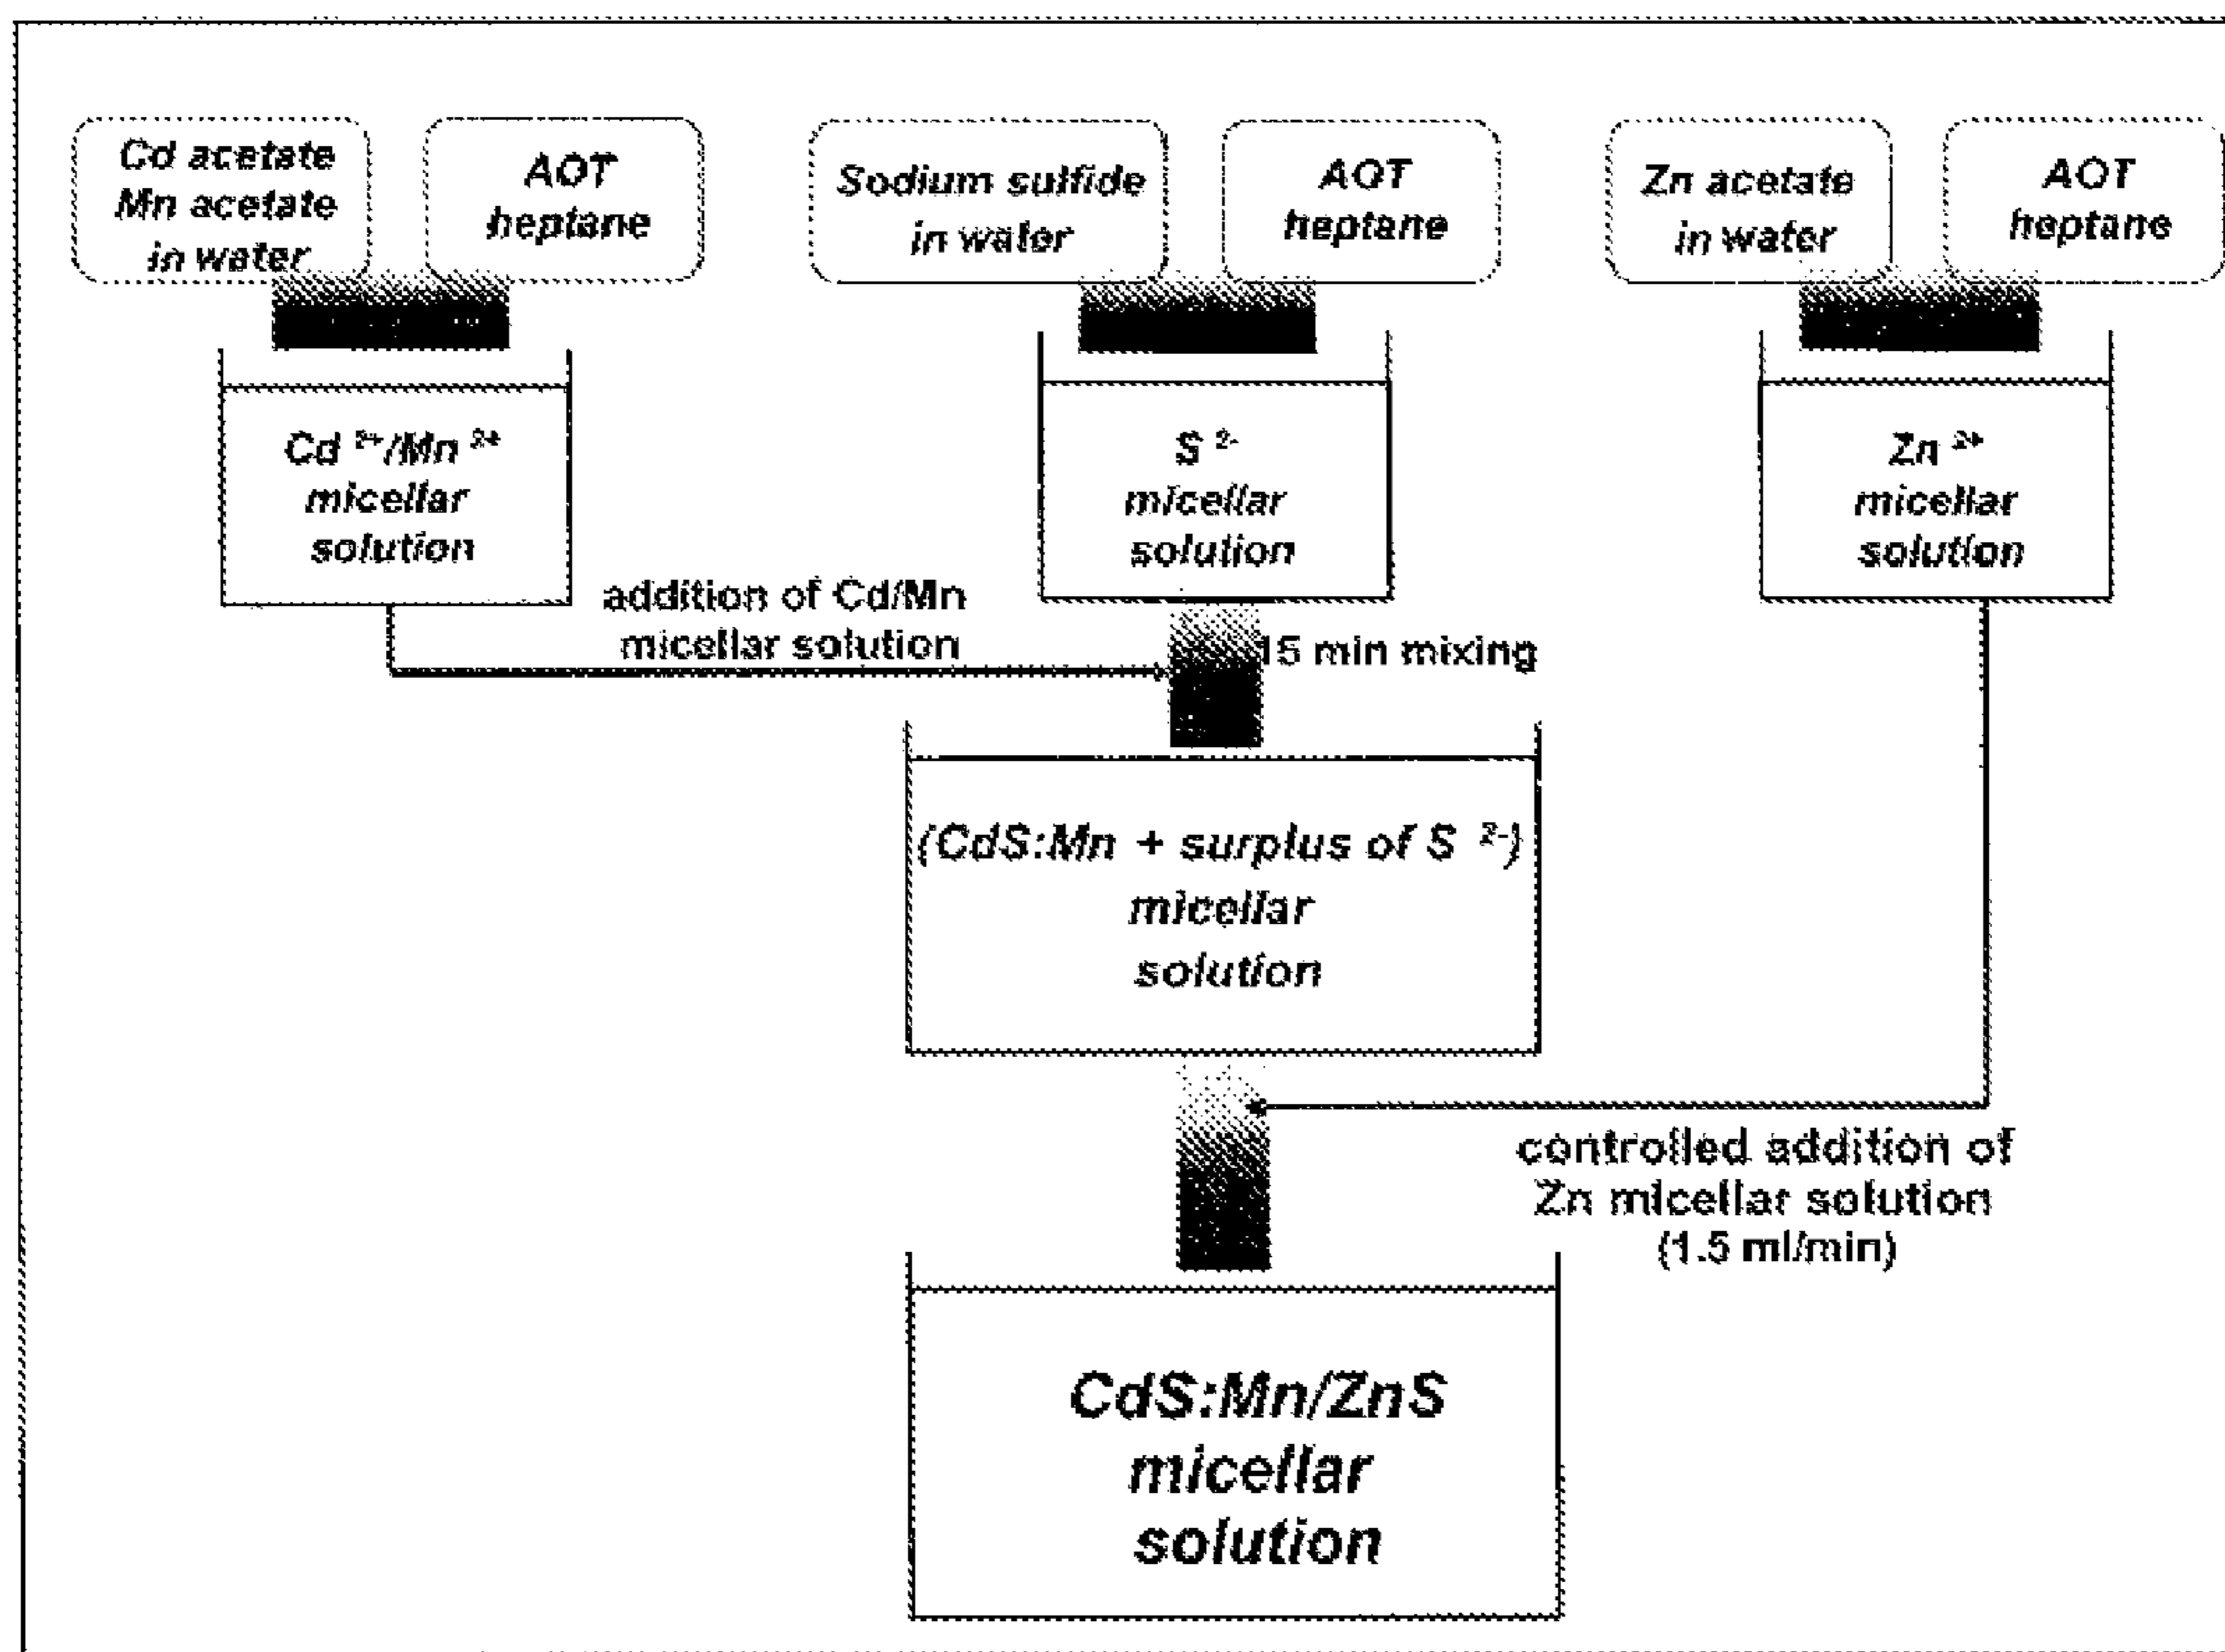 Cd acetate
Mn acetate
in water
AOT
heptane
Sodium sulfide
in water
AOT
heptane
Zn acetate
in water
AOT
heptane
Cd 2+/Mn 2+
micellar
solution
S 2-
micellar
solution
Zn 2+
micellar
solution
addition of Cd/Mn
micellar solution
15 min mixing
(CdS:Mn + surplus of S 2-)
micellar
solution
controlled addition of
Zn micellar solution
(1.5 ml/min)
CdS:Mn/ZnS
micellar
solution